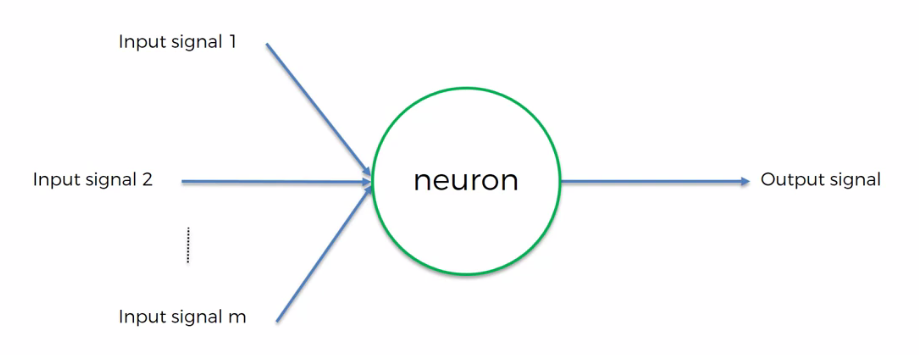 Input signal 1
Input signal 2
neuron
Output signal
Input signal m